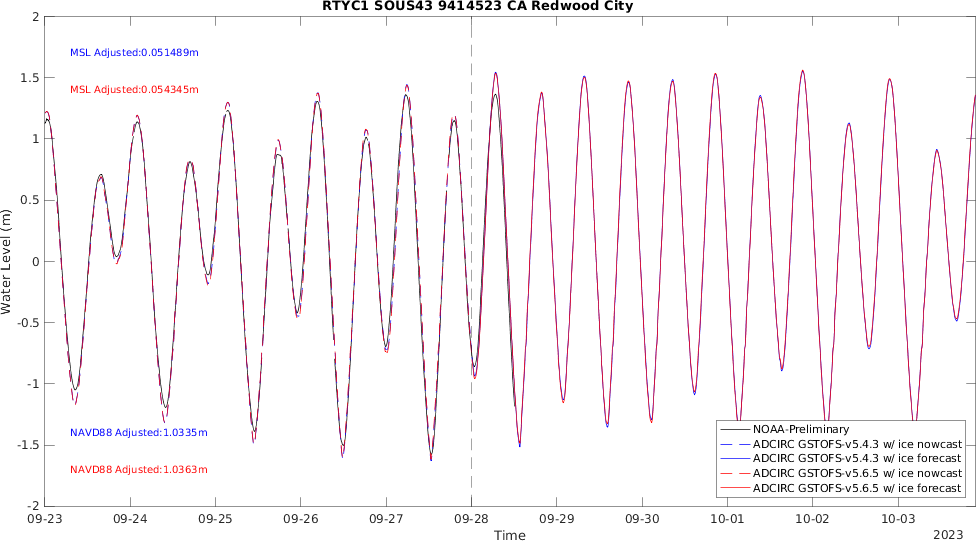 RTYC1 SOUS43 9414523 CA Redwood City
2
1.5
1
0.5
0
-0.5
-1
-1.5
-2
Water Level (m)
MSL Adjusted:0.051489m
MSL Adjusted:0.054345m
NAVD88 Adjusted:1.0335m
NAVD88 Adjusted:1.0363m
NOAA-Preliminary
ADCIRC GSTOFS-v5.4.3 w/ ice nowcast
ADCIRC GSTOFS-v5.4.3 w/ ice forecast
ADCIRC GSTOFS-v5.6.5 w/ ice nowcast
ADCIRC GSTOFS-v5.6.5 w/ ice forecast
09-23 09-24 09-25 09-26 09-27 09-28 09-29 09-30 10-01 10-02 10-03
Time
2023